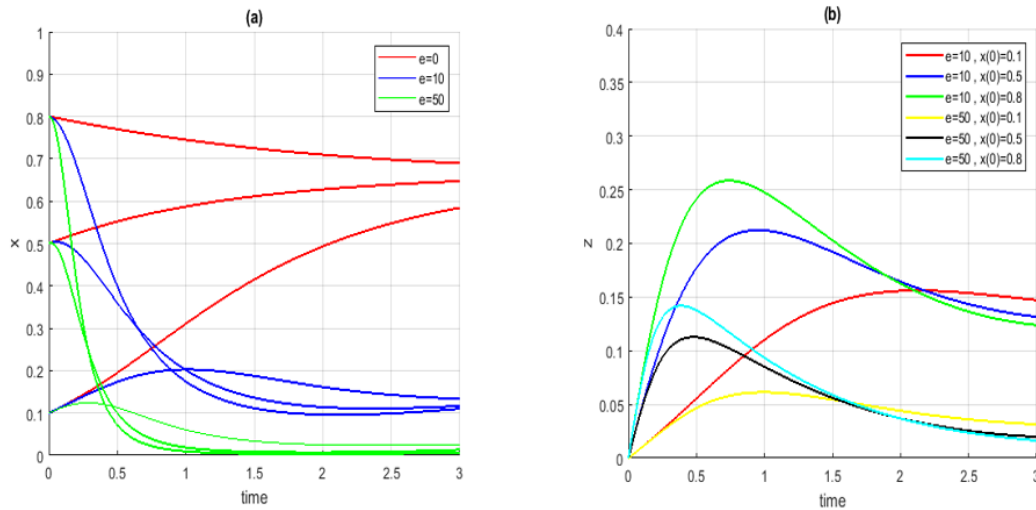 (a)
1
0.9
0.8
0.7
0.6
0.5
0.4
0.3
0.2
0.1
0
x
0
0.5
1
1.5
2
2.5
3
time
e=0
e=10
e=50
(b)
0.4
0.35
0.3
0.25
0.20
0.15
0.1
0.05
0
z
0
0.5
1
1.5
2
2.5
3
time
e=10 , x(0)=0.1
e=10 , x(0)=0.5
e=10 , x(0)=0.8
e=50 , x(0)=0.1
e=50 , x(0)=0.5
e=50 , x(0)=0.8